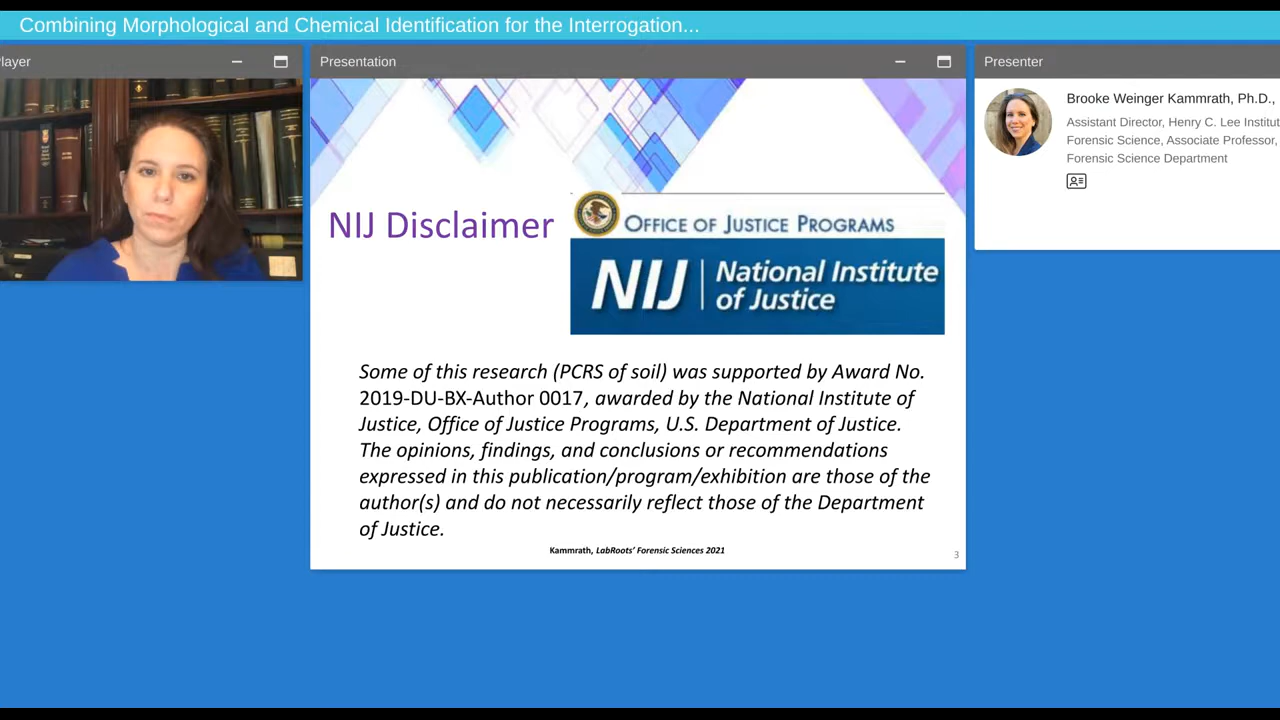 Combining Morphological and Chemical Identification for the Interrogation...
layer
Presentation
Presenter
Brooke Weinger Kammrath, Ph.D.,
Assistant Director, Henry C. Lee Institut
Forensic Science, Associate Professor,
Forensic Science Department
NIJ Disclaimer
OFFICE OF JUSTICE PROGRAMS
NIJ
National Institute
of Justice
Some of this research (PCRS of soil) was supported by Award No.
2019-DU-BX-Author 0017, awarded by the National Institute of
Justice, Office of Justice Programs, U.S. Department of Justice.
The opinions, findings, and conclusions or recommendations
expressed in this publication/program/exhibition are those of the
author(s) and do not necessarily reflect those of the Department
of Justice.
Kammrath, LabRoots' Forensic Sciences 2021
3